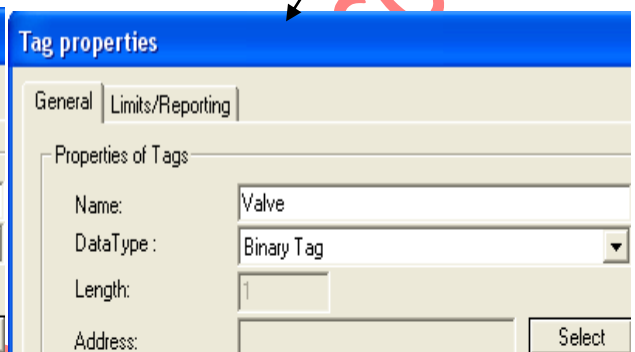 Tag properties
General Limits/Reporting
Properties of Tags
Name: Valve
DataType : Binary Tag
Length: 1
Address: Select